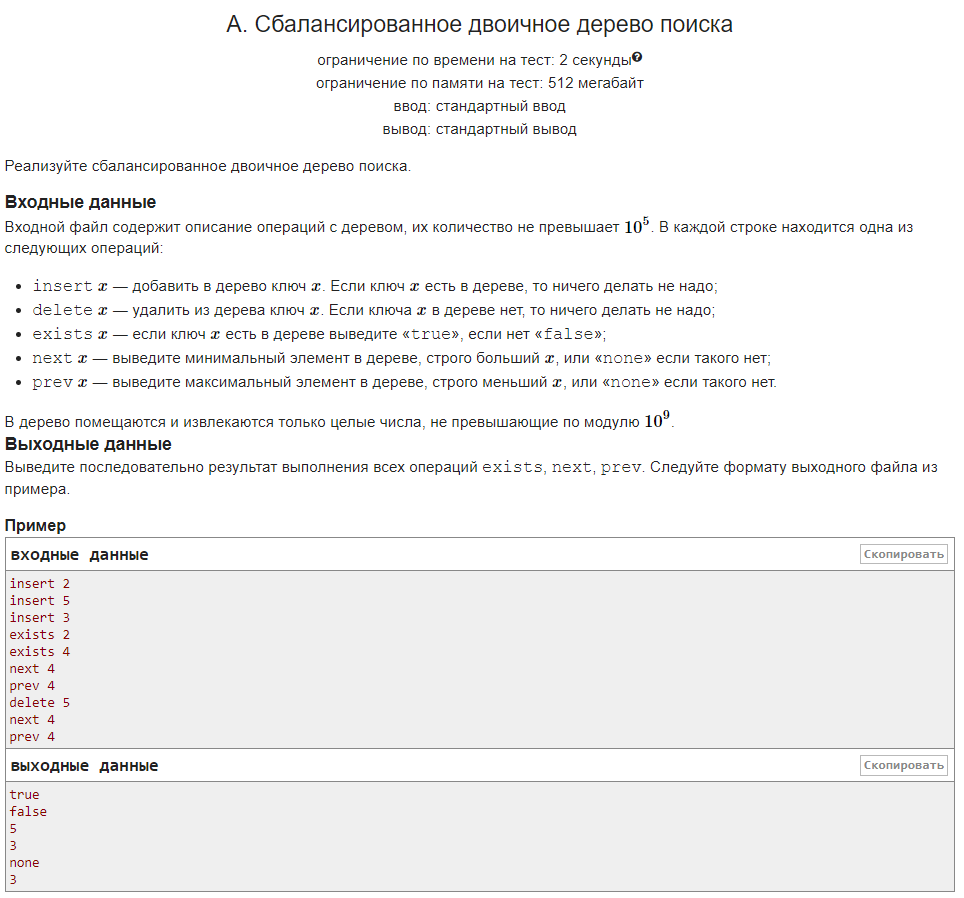 А. Сбалансированное двоичное дерево поиска
ограничение по времени на тест: 2 секунды?
ограничение по памяти на тест: 512 мегабайт
ввод: стандартный ввод
вывод: стандартный вывод
Реализуйте сбалансированное двоичное дерево поиска.
Входные данные
Входной файл содержит описание операций с деревом, их количество не превышает 10⁵. В каждой строке находится одна из
следующих операций:
• insert x — добавить в дерево ключ x. Если ключ x есть в дереве, то ничего делать не надо;
• delete x — удалить из дерева ключ x. Если ключа x в дереве нет, то ничего делать не надо;
• exists x — если ключ x есть в дереве выведите «true», если нет «false»;
• next x — выведите минимальный элемент в дереве, строго больший x, или «none» если такого нет;
• prev x — выведите максимальный элемент в дереве, строго меньший x, или «none» если такого нет.
В дерево помещаются и извлекаются только целые числа, не превышающие по модулю 10⁹.
Выходные данные
Выведите последовательно результат выполнения всех операций exists, next, prev. Следуйте формату выходного файла из
примера.
Пример
входные данные Скопировать
insert 2
insert 5
insert 3
exists 2
exists 4
next 4
prev 4
delete 5
next 4
prev 4
выходные данные Скопировать
true
false
5
3
none
3